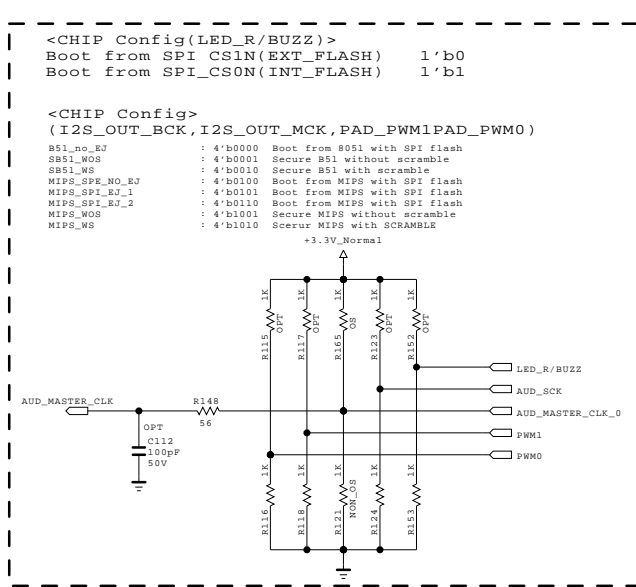 <CHIP Config(LED_R/BUZZ)>
Boot from SPI CS1N(EXT_FLASH) 1'b0
Boot from SPI_CS0N(INT_FLASH) 1'b1
<CHIP Config>
(I2S_OUT_BCK,I2S_OUT_MCK,PAD_PWM1PAD_PWM0)
B51_no_EJ : 4'b0000 Boot from 8051 with SPI flash
SB51_WOS : 4'b0001 Secure B51 without scramble
SB51_WS : 4'b0010 Secure B51 with scramble
MIPS_SPE_NO_EJ : 4'b0100 Boot from MIPS with SPI flash
MIPS_SPI_EJ_1 : 4'b0101 Boot from MIPS with SPI flash
MIPS_SPI_EJ_2 : 4'b0110 Boot from MIPS with SPI flash
MIPS_WOS : 4'b1001 Secure MIPS without scramble
MIPS_WS : 4'b1010 Scerur MIPS with SCRAMBLE
+3.3V_Normal
1K 1K 1K 1K 1K
OPT OPT OS OPT OPT
R115 R117 R165 R123 R152
LED_R/BUZZ
AUD_SCK
AUD_MASTER_CLK R148 AUD_MASTER_CLK_0
56
OPT
C112
100pF
50V
PWM1
PWM0
1K 1K 1K 1K 1K
NON_OS
R116 R118 R121 R124 R153